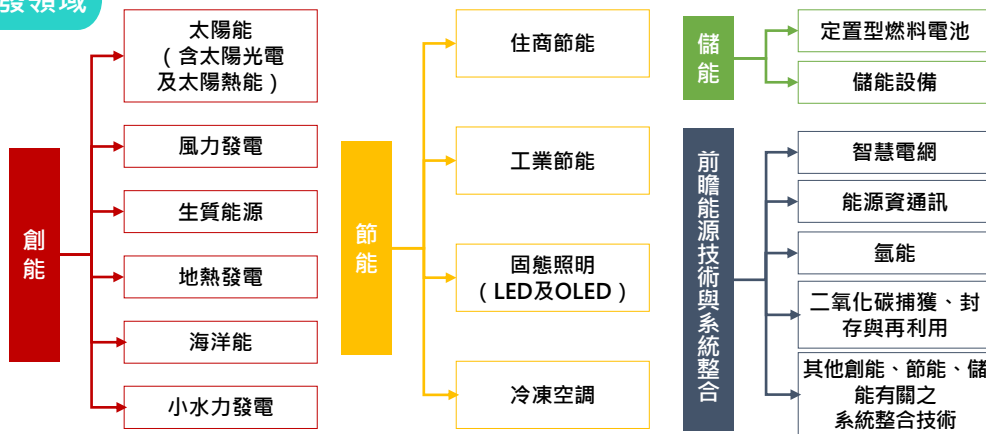 發領域
創能
太陽能
（含太陽光電
及太陽熱能）
風力發電
生質能源
地熱發電
海洋能
小水力發電
節能
住商節能
工業節能
固態照明
（LED及OLED）
冷凍空調
儲能
定置型燃料電池
儲能設備
前瞻能源技術與系統整合
智慧電網
能源資通訊
氫能
二氧化碳捕獲、封
存與再利用
其他創能、節能、儲
能有關之
系統整合技術